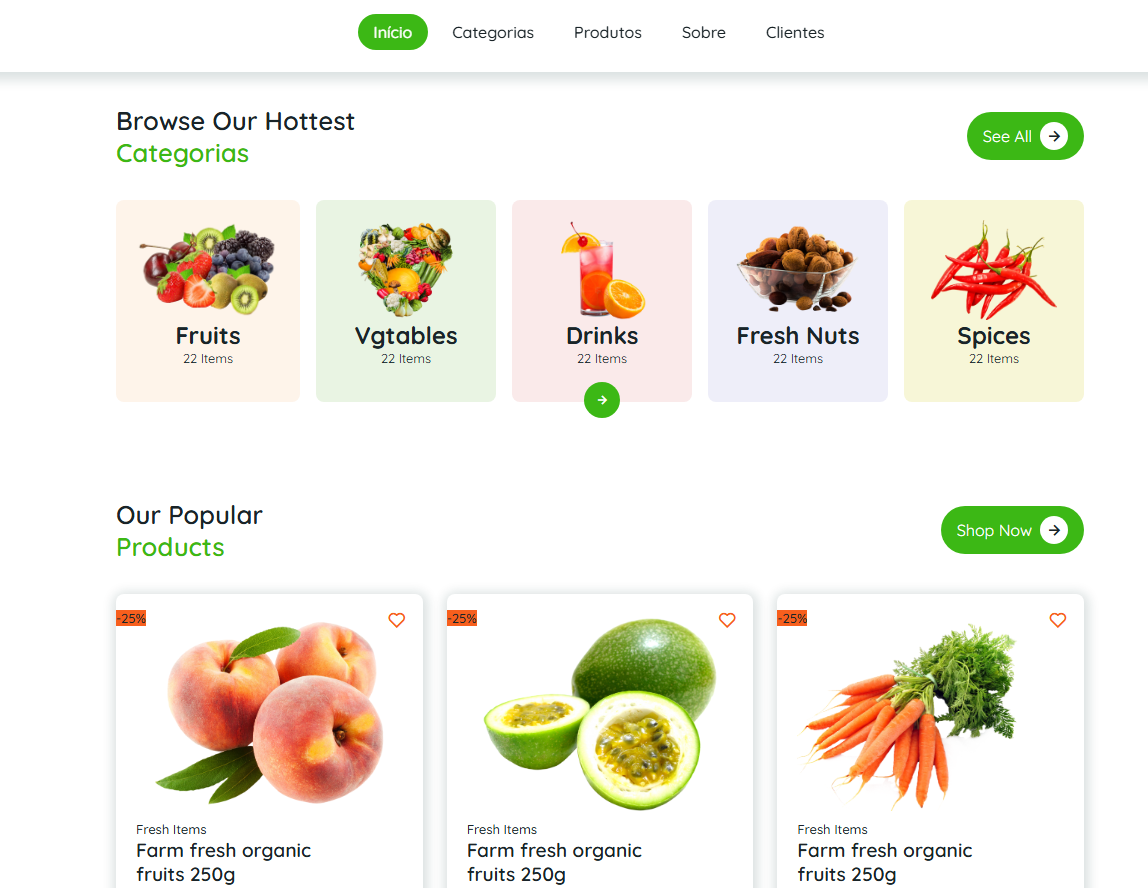 Início Categorias Produtos Sobre Clientes
Browse Our Hottest
Categorias
See All
Fruits
22 Items
Vgtables
22 Items
Drinks
22 Items
Fresh Nuts
22 Items
Spices
22 Items
Our Popular
Products
Shop Now
-25%
Fresh Items
Farm fresh organic
fruits 250g
-25%
Fresh Items
Farm fresh organic
fruits 250g
-25%
Fresh Items
Farm fresh organic
fruits 250g